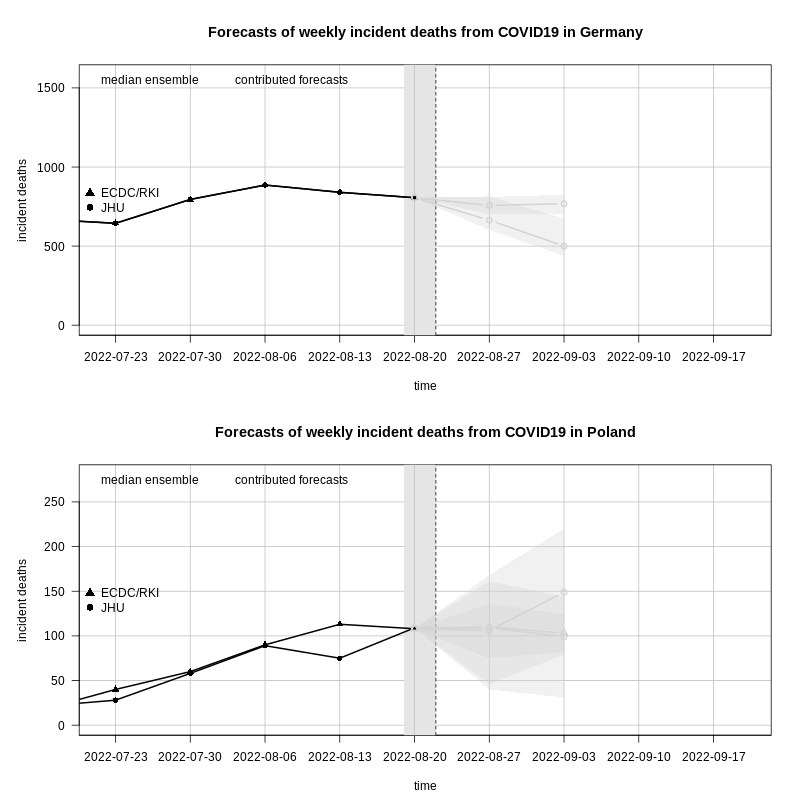 Forecasts of weekly incident deaths from COVID19 in Germany
median ensemble contributed forecasts
1500
1000
500
0
incident deaths
ECDC/RKI
JHU
2022-07-23 2022-07-30 2022-08-06 2022-08-13 2022-08-20 2022-08-27 2022-09-03 2022-09-10 2022-09-17
time
Forecasts of weekly incident deaths from COVID19 in Poland
median ensemble contributed forecasts
250
200
150
100
50
0
incident deaths
ECDC/RKI
JHU
2022-07-23 2022-07-30 2022-08-06 2022-08-13 2022-08-20 2022-08-27 2022-09-03 2022-09-10 2022-09-17
time